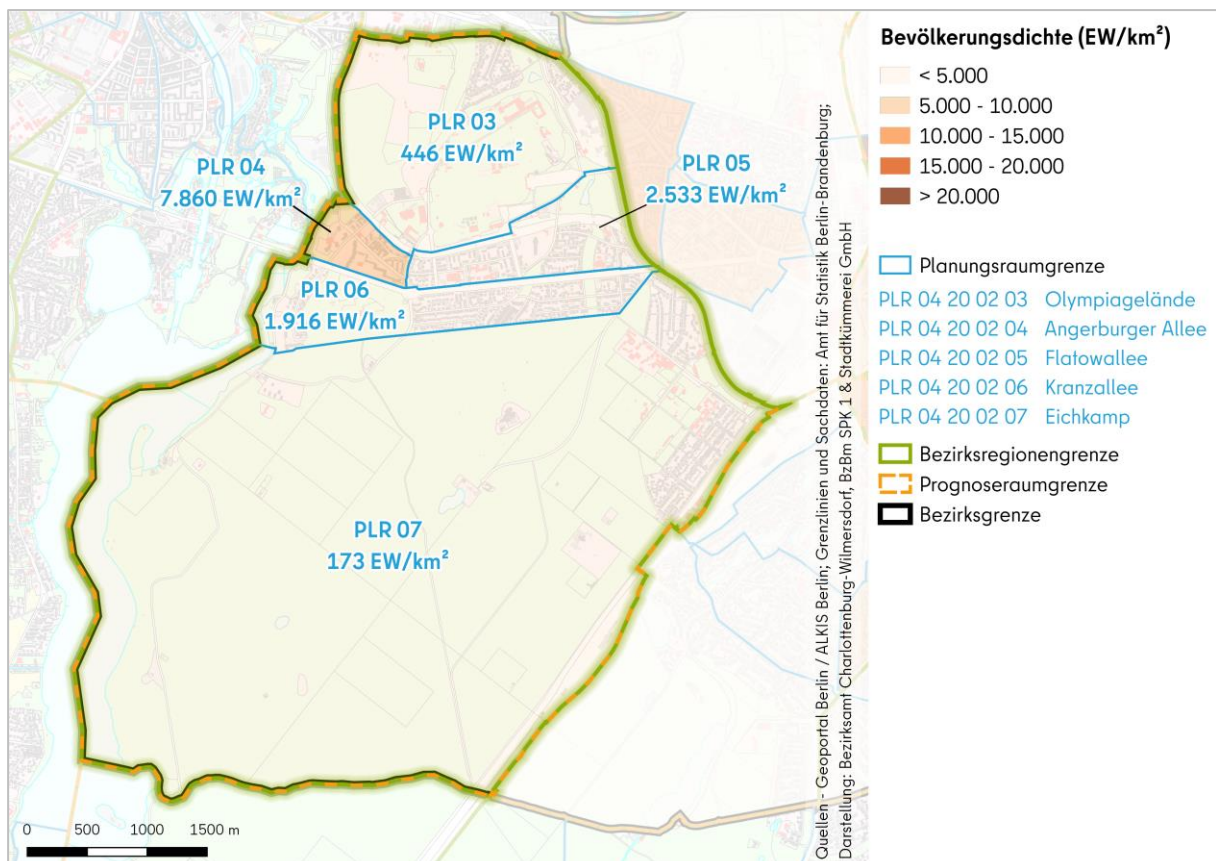 PLR 03
446 EW/km²
PLR 04
7.860 EW/km²
PLR 05
2.533 EW/km²
PLR 06
1.916 EW/km²
PLR 07
173 EW/km²
0 500 1000 1500 m
Quellen - Geoportal Berlin / ALKIS Berlin; Grenzlinien und Sachdaten: Amt für Statistik Berlin-Brandenburg;
Darstellung: Bezirksamt Charlottenburg-Wilmersdorf, BzBm SPK 1 & Stadtkümmerei GmbH
Bevölkerungsdichte (EW/km²)
< 5.000
5.000 - 10.000
10.000 - 15.000
15.000 - 20.000
> 20.000
Planungsraumgrenze
PLR 04 20 02 03 Olympiagelände
PLR 04 20 02 04 Angerburger Allee
PLR 04 20 02 05 Flatowallee
PLR 04 20 02 06 Kranzallee
PLR 04 20 02 07 Eichkamp
Bezirksregionengrenze
Prognoseraumgrenze
Bezirksgrenze